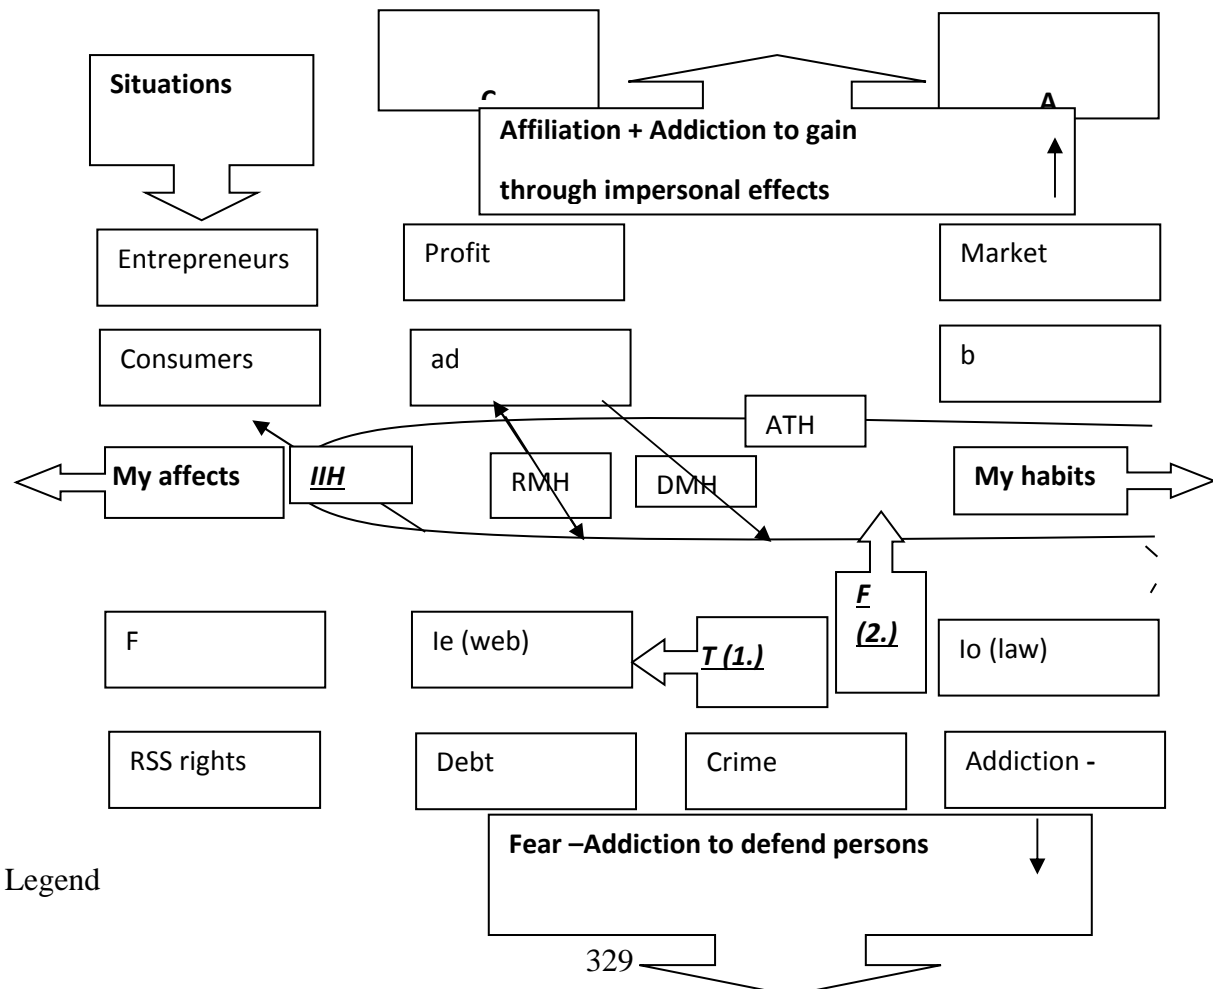 Situations
Affiliation + Addiction to gain
through impersonal effects
Entrepreneurs
Profit
Market
Consumers
ad
b
ATH
My affects
IIH
RMH
DMH
My habits
F
(2.)
F
Ie (web)
T (1.)
Io (law)
RSS rights
Debt
Crime
Addiction -
Fear –Addiction to defend persons
Legend
329